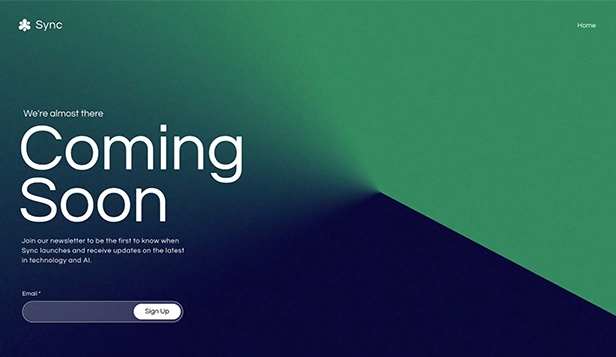 Sync
Home
We're almost there
Coming
Soon
Join our newsletter to be the first to know when
Sync launches and receive updates on the latest
in technology and AI.
Email *
Sign Up